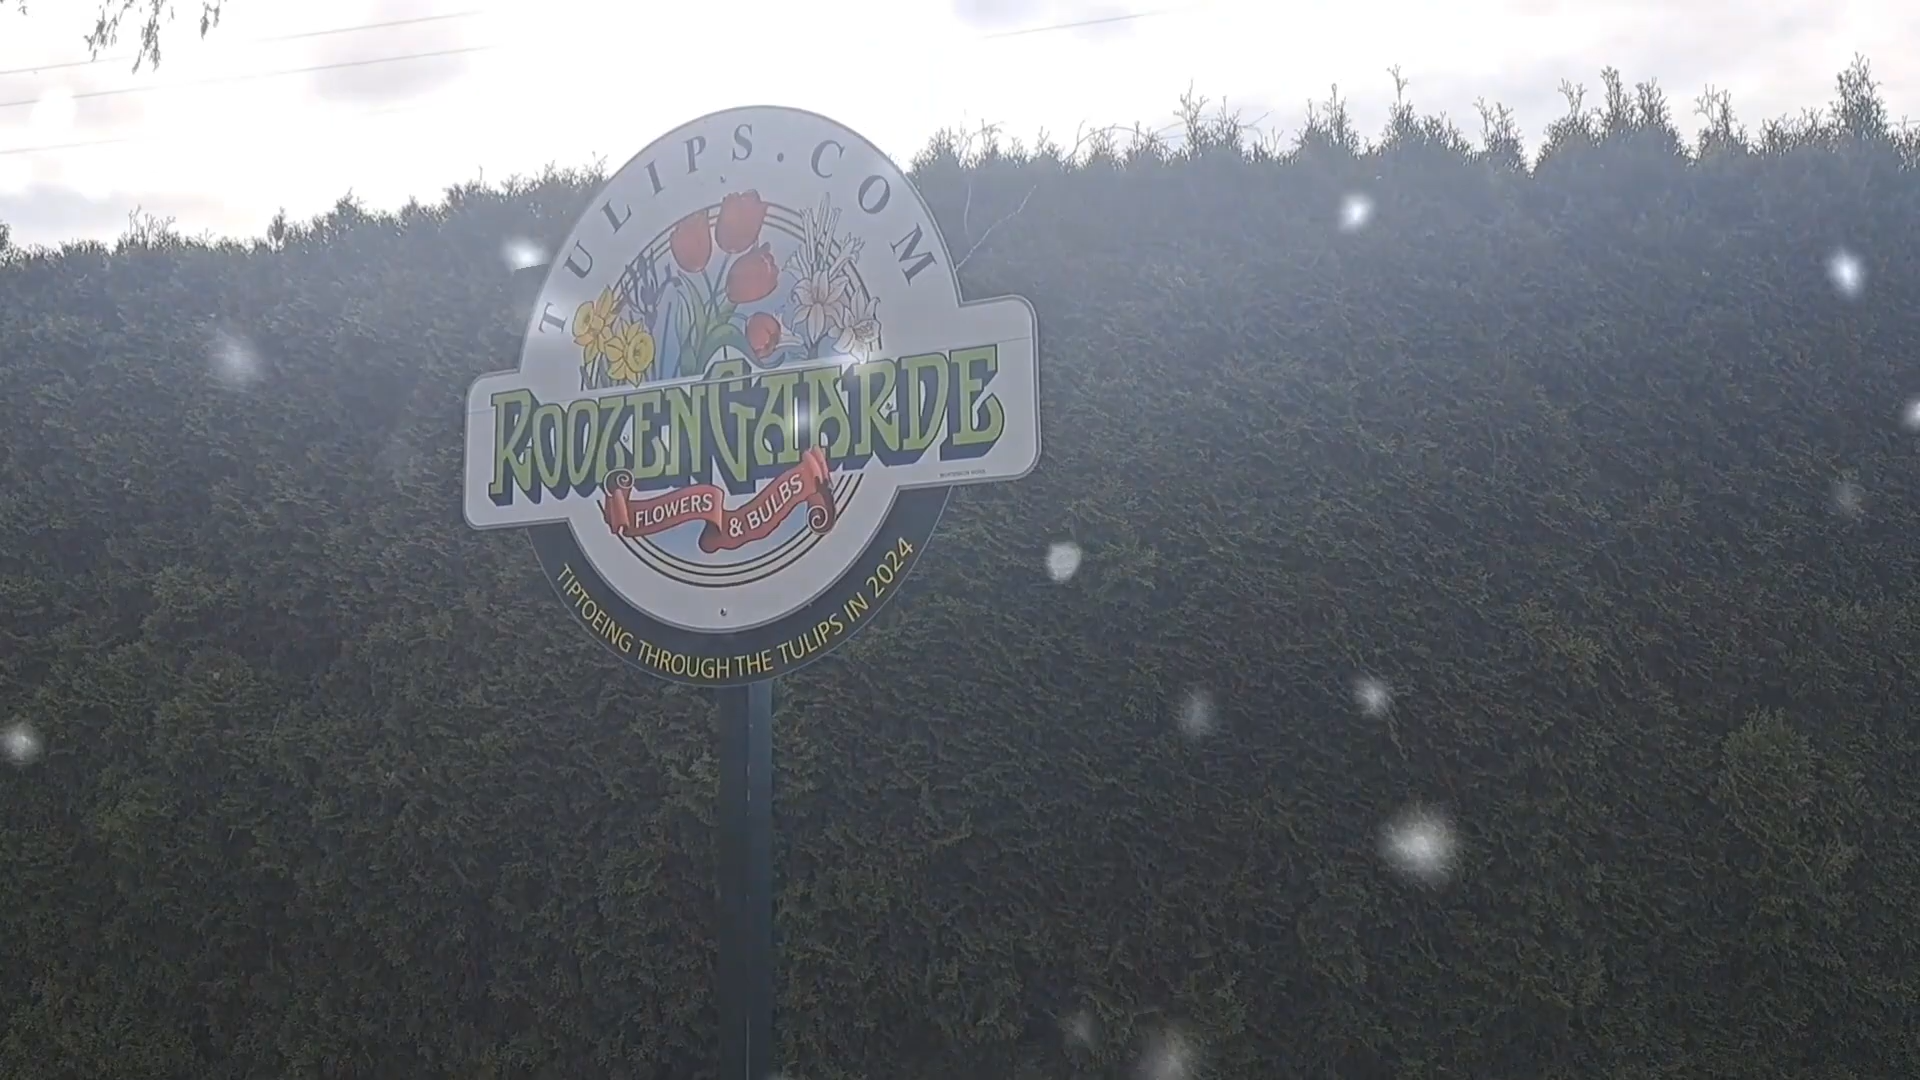 TULIPS.COM
ROOZENGAARDE
FLOWERS & BULBS
TIPTOEING THROUGH THE TULIPS IN 2024